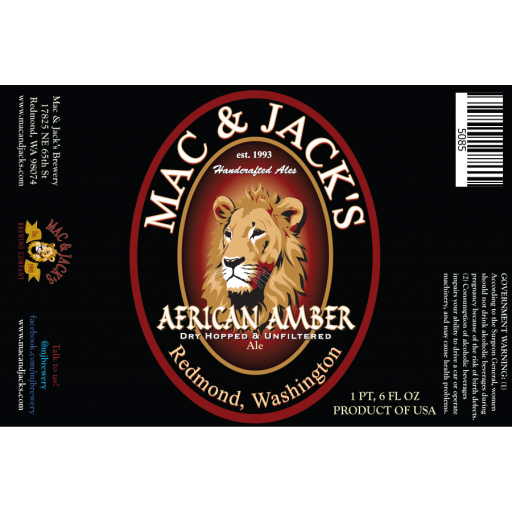 MAC & JACK'S
est. 1993
Handcrafted Ales
AFRICAN AMBER
DRY HOPPED & UNFILTERED
Ale
Redmond, Washington
1 PT, 6 FL OZ
PRODUCT OF USA
Mac & Jack's Brewery
17825 NE 65th St
Redmond, WA 98074
www.macandjacks.com
MAC & JACK'S
BREWING COMPANY
Talk to us!
@mjbrewery
facebook.com/mjbrewery
www.macandjacks.com
5085
GOVERNMENT WARNING: (1)
According to the Surgeon General, women
should not drink alcoholic beverages during
pregnancy because of the risk of birth defects.
(2) Consumption of alcoholic beverages
impairs your ability to drive a car or operate
machinery, and may cause health problems.